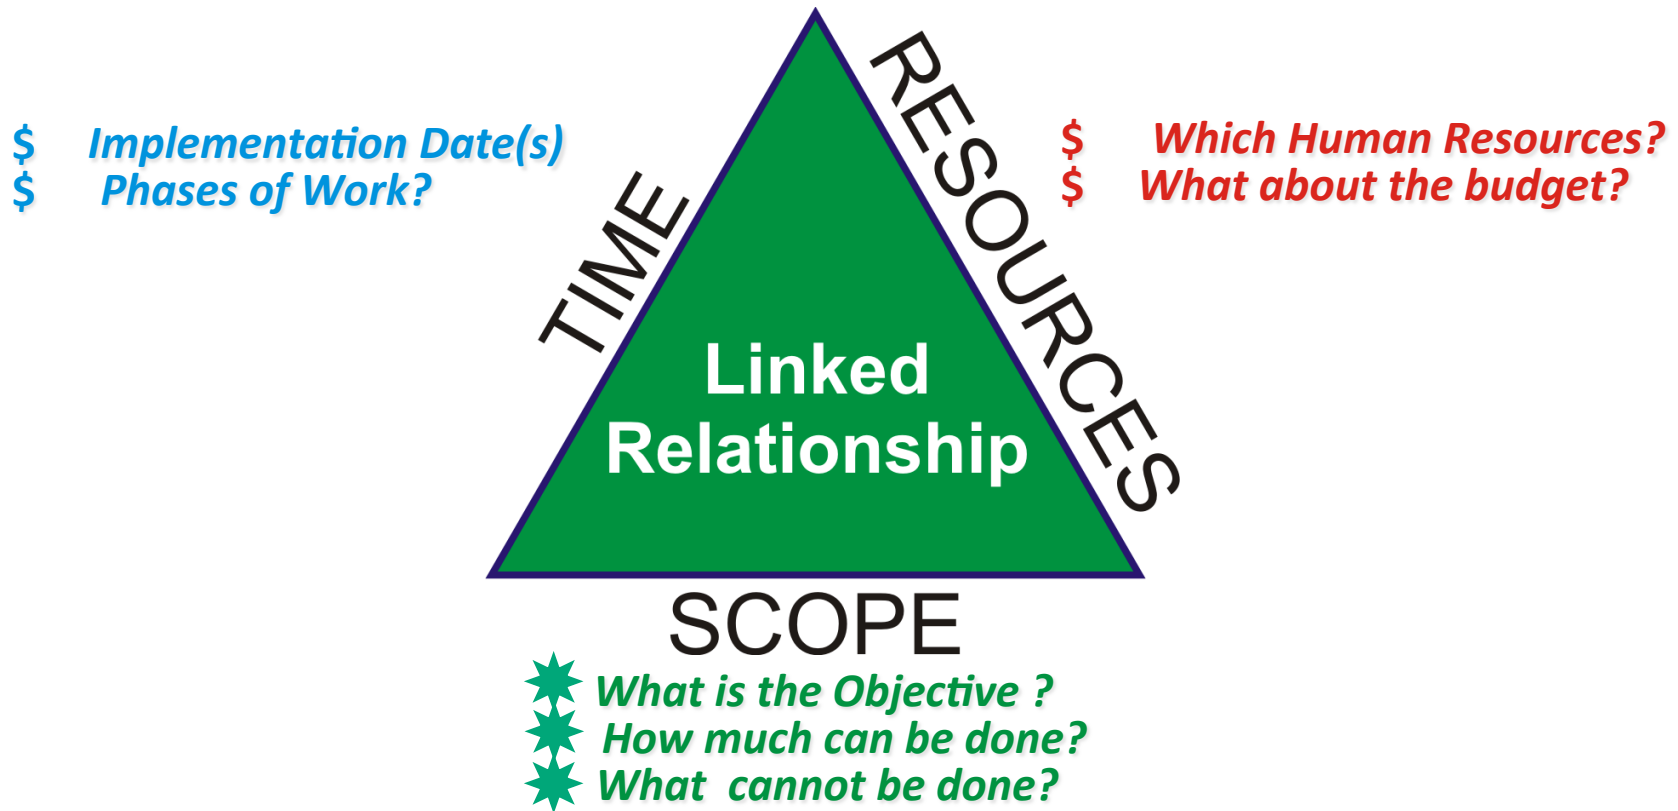 $ Implementation Date(s)
$ Phases of Work?
TIME
RESOURCES
$ Which Human Resources?
$ What about the budget?
Linked
Relationship
SCOPE
What is the Objective ?
How much can be done?
What cannot be done?